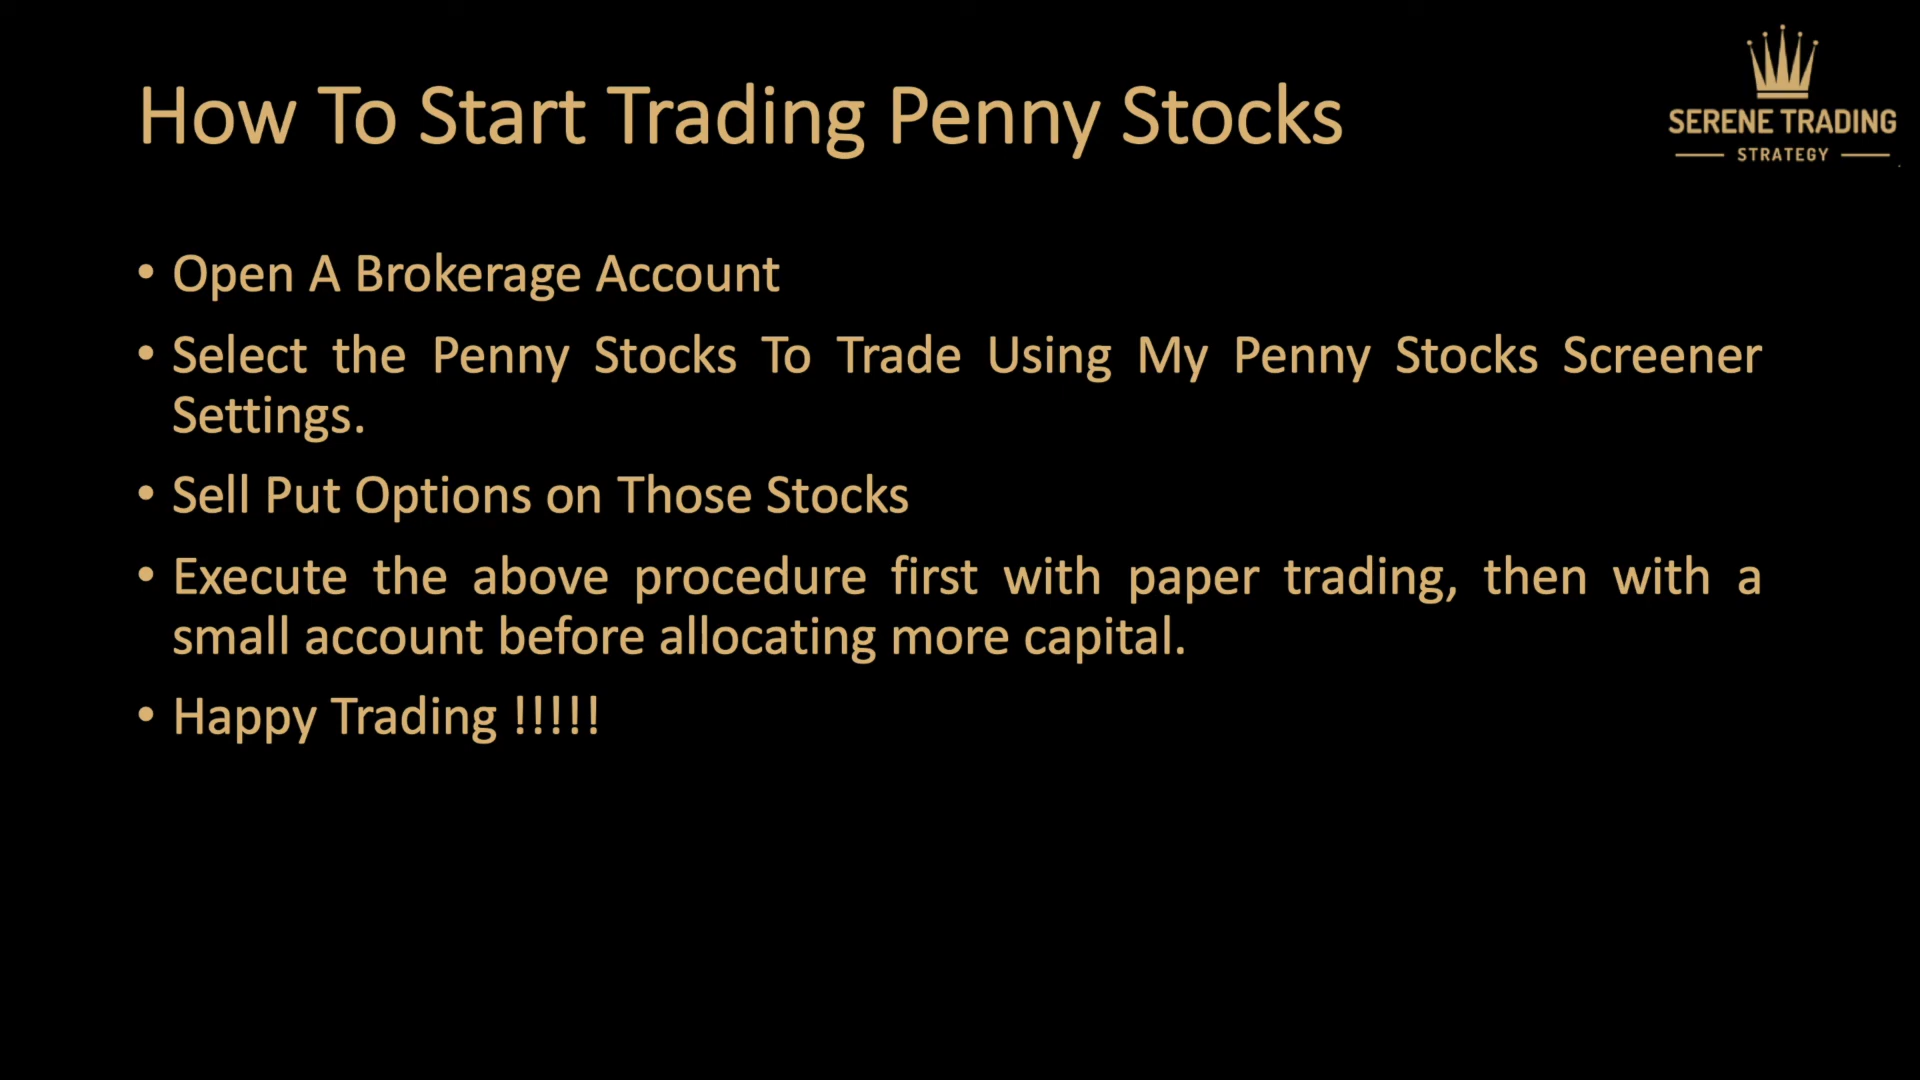 How To Start Trading Penny Stocks
SERENE TRADING
STRATEGY
• Open A Brokerage Account
• Select the Penny Stocks To Trade Using My Penny Stocks Screener
Settings.
• Sell Put Options on Those Stocks
• Execute the above procedure first with paper trading, then with a
small account before allocating more capital.
• Happy Trading !!!!!